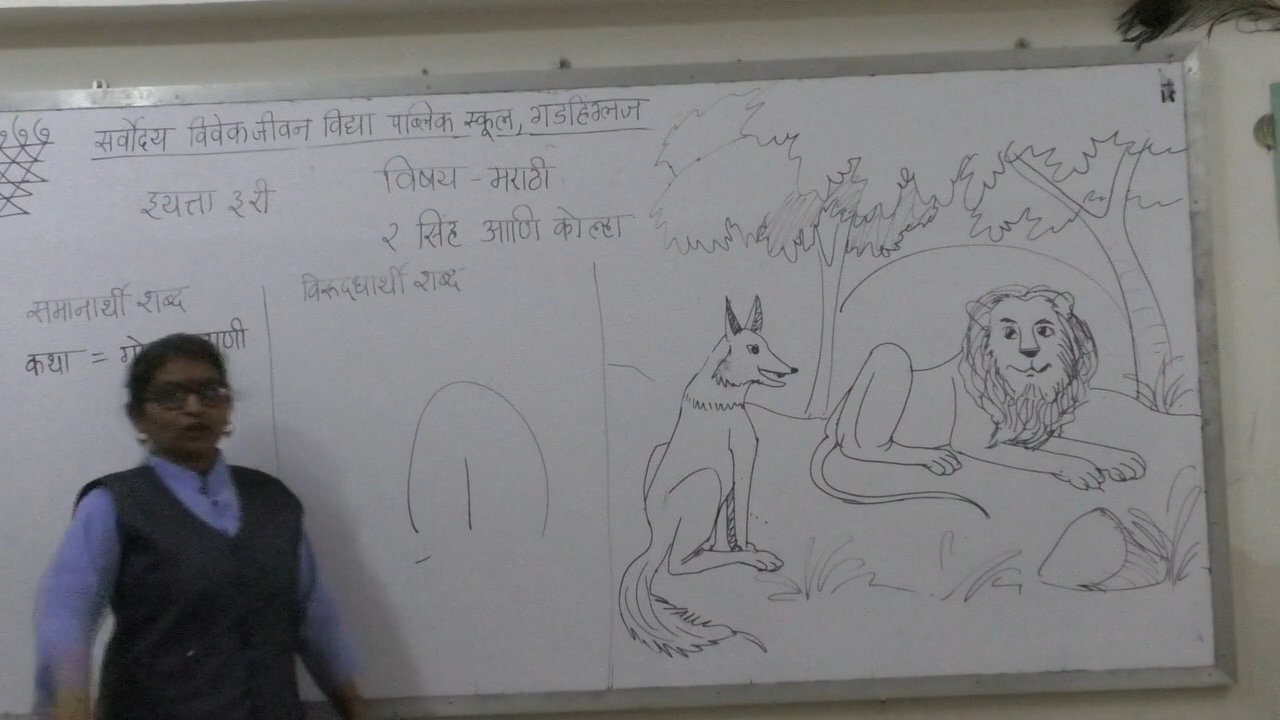 सर्वोदय विवेकजीवन विद्या पब्लिक स्कूल, गडहिंग्लज
विषय - मराठी
इयत्ता ३री
२ सिंह आणि कोल्हा
समानार्थी शब्द
विरूद्धार्थी शब्द
कथा =